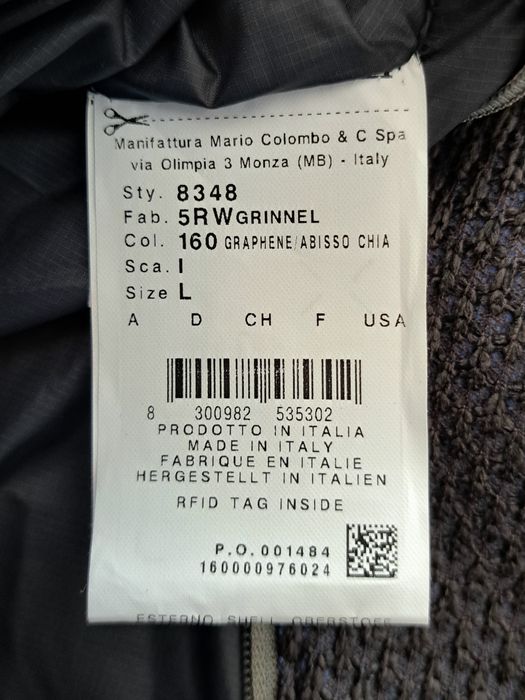 Manifattura Mario Colombo & C Spa
via Olimpia 3 Monza (MB) - Italy
Sty. 8348
Fab. 5RWGRINNEL
Col. 160 GRAPHENE/ABISSO CHIA
Sca. I
Size L
A D CH F USA
8 300982 535302
PRODOTTO IN ITALIA
MADE IN ITALY
FABRIQUE EN ITALIE
HERGESTELLT IN ITALIEN
RFID TAG INSIDE
P.O. 001484
160000976024
ESTERNO SHELL OBERSTOFF